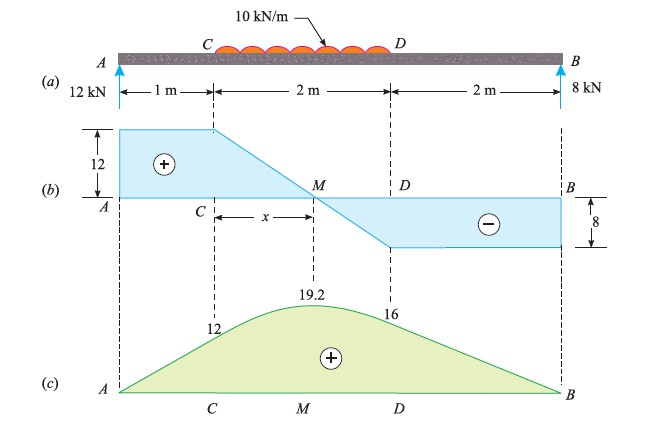 10 kN/m
C D
A B
(a) 12 kN 1 m 2 m 2 m 8 kN
12 +
(b) M D B
A C x − 8
19.2
12 16
+
(c) A B
C M D